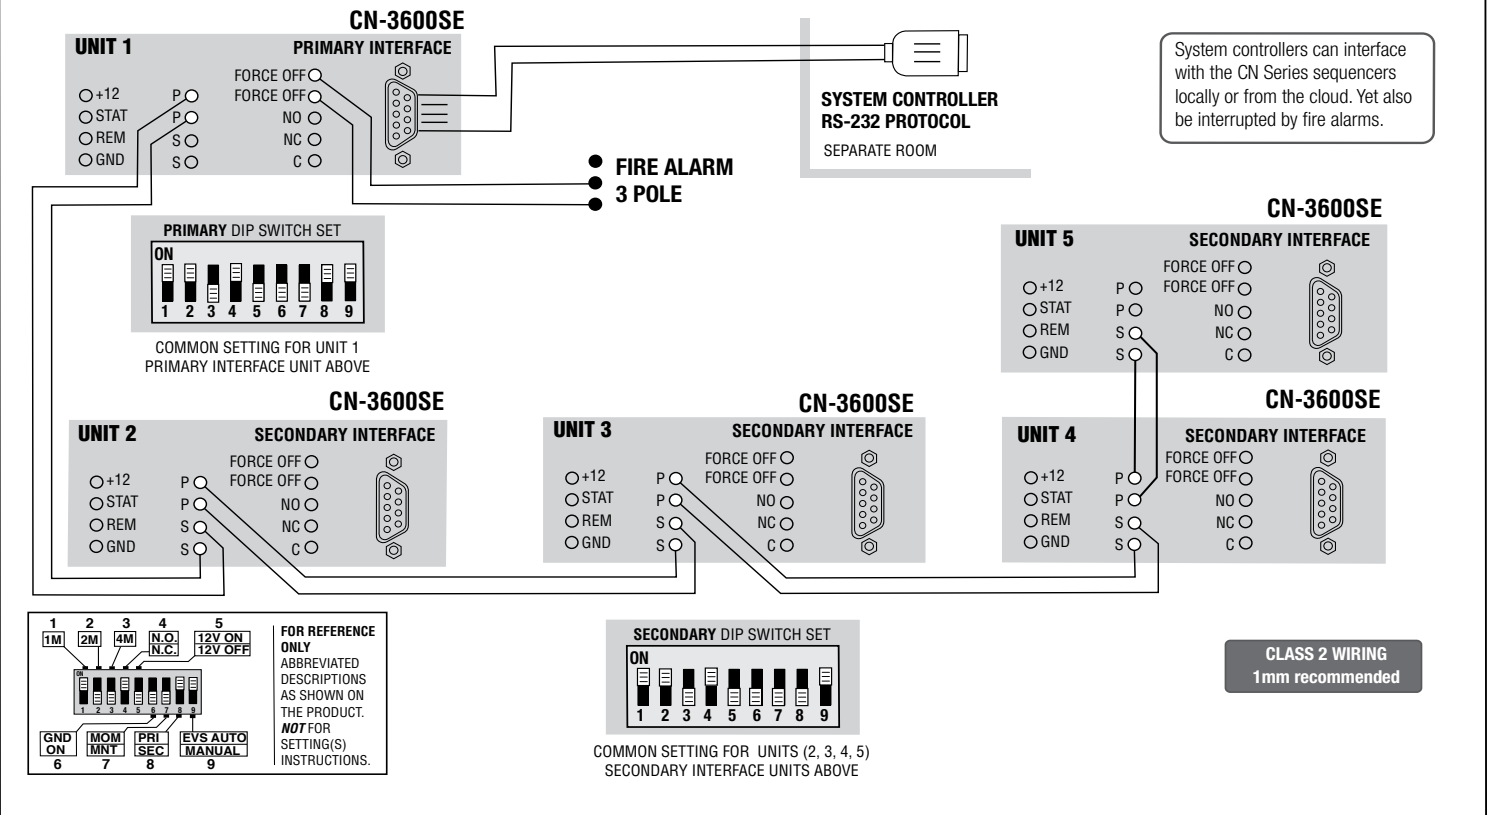 CN-3600SE
UNIT 1
PRIMARY INTERFACE
FORCE OFF
FORCE OFF
NO
NC
C
+12
STAT
REM
GND
P
P
S
S
SYSTEM CONTROLLER
RS-232 PROTOCOL
SEPARATE ROOM
System controllers can interface
with the CN Series sequencers
locally or from the cloud. Yet also
be interrupted by fire alarms.
FIRE ALARM
3 POLE
PRIMARY DIP SWITCH SET
ON
1 2 3 4 5 6 7 8 9
COMMON SETTING FOR UNIT 1
PRIMARY INTERFACE UNIT ABOVE
CN-3600SE
UNIT 5
SECONDARY INTERFACE
FORCE OFF
FORCE OFF
NO
NC
C
+12
STAT
REM
GND
P
P
S
S
CN-3600SE
UNIT 2
SECONDARY INTERFACE
FORCE OFF
FORCE OFF
NO
NC
C
+12
STAT
REM
GND
P
P
S
S
CN-3600SE
UNIT 3
SECONDARY INTERFACE
FORCE OFF
FORCE OFF
NO
NC
C
+12
STAT
REM
GND
P
P
S
S
CN-3600SE
UNIT 4
SECONDARY INTERFACE
FORCE OFF
FORCE OFF
NO
NC
C
+12
STAT
REM
GND
P
P
S
S
1 2 3 4 5
1M 2M 4M N.O. 12V ON
N.C. 12V OFF
ON
1 2 3 4 5 6 7 8 9
GND MOM PRI EVS AUTO
ON MNT SEC MANUAL
6 7 8 9
FOR REFERENCE
ONLY
ABBREVIATED
DESCRIPTIONS
AS SHOWN ON
THE PRODUCT.
NOT FOR
SETTING(S)
INSTRUCTIONS.
SECONDARY DIP SWITCH SET
ON
1 2 3 4 5 6 7 8 9
COMMON SETTING FOR UNITS (2, 3, 4, 5)
SECONDARY INTERFACE UNITS ABOVE
CLASS 2 WIRING
1mm recommended